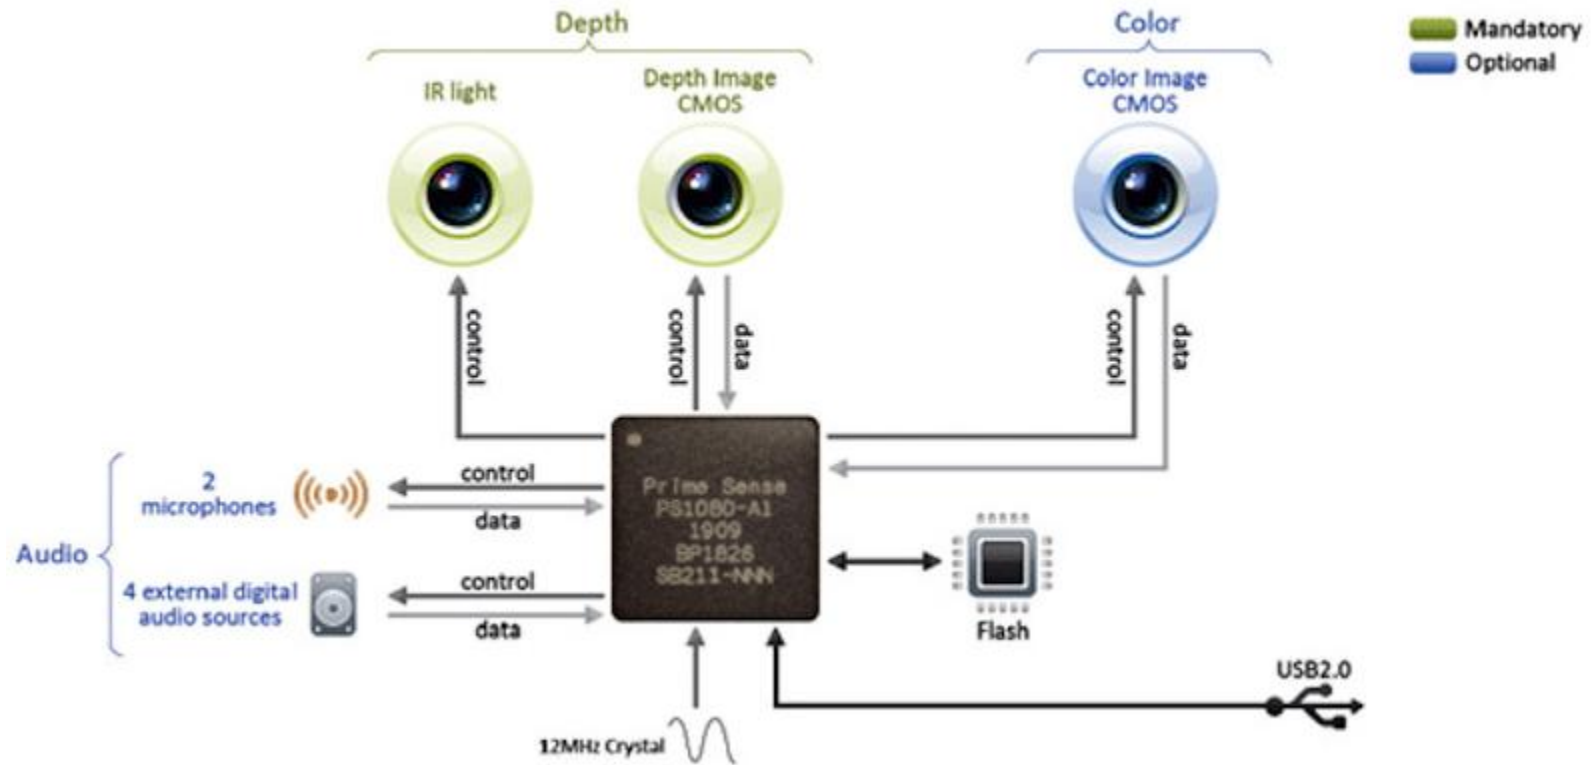 Depth
Color
Mandatory
Optional
IR light
Depth Image
CMOS
Color Image
CMOS
control
control
data
control
data
Audio
2
microphones
control
data
4 external digital
audio sources
control
data
Prime Sense
PS1080-A1
1909
BP1826
SB211-NNN
Flash
USB2.0
12MHz Crystal